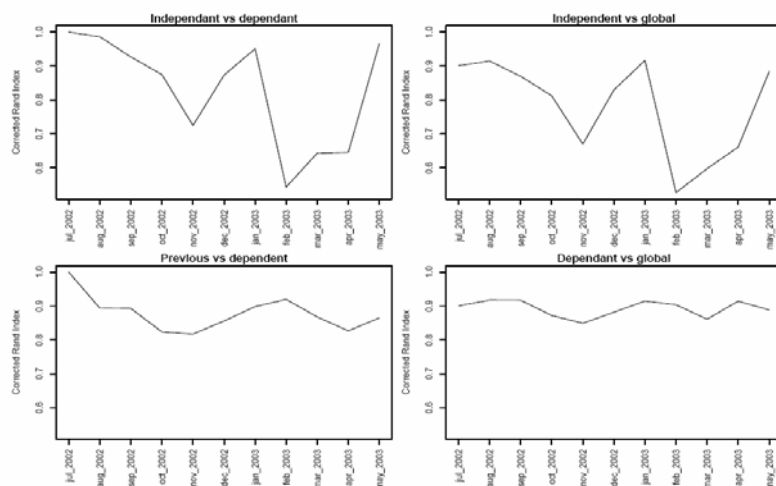 Independant vs dependant
Corrected Rand Index
1.0
0.9
0.8
0.7
0.6
jul_2002
aug_2002
sep_2002
oct_2002
nov_2002
dec_2002
jan_2003
feb_2003
mar_2003
apr_2003
may_2003
Independent vs global
Corrected Rand Index
1.0
0.9
0.8
0.7
0.6
jul_2002
aug_2002
sep_2002
oct_2002
nov_2002
dec_2002
jan_2003
feb_2003
mar_2003
apr_2003
may_2003
Previous vs dependent
Corrected Rand Index
1.0
0.9
0.8
0.7
0.6
jul_2002
aug_2002
sep_2002
oct_2002
nov_2002
dec_2002
jan_2003
feb_2003
mar_2003
apr_2003
may_2003
Dependant vs global
Corrected Rand Index
1.0
0.9
0.8
0.7
0.6
jul_2002
aug_2002
sep_2002
oct_2002
nov_2002
dec_2002
jan_2003
feb_2003
mar_2003
apr_2003
may_2003